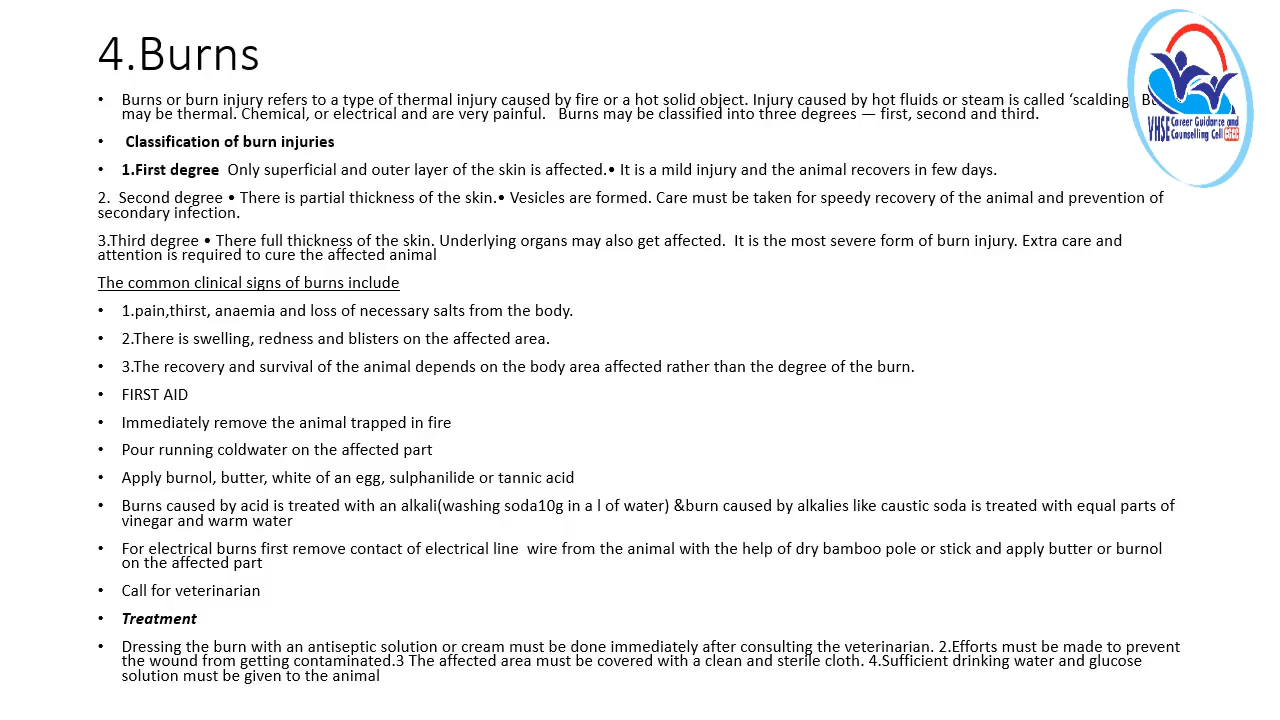 4.Burns
• Burns or burn injury refers to a type of thermal injury caused by fire or a hot solid object. Injury caused by hot fluids or steam is called ‘scalding
may be thermal. Chemical, or electrical and are very painful.   Burns may be classified into three degrees — first, second and third.
• Classification of burn injuries
• 1.First degree  Only superficial and outer layer of the skin is affected.• It is a mild injury and the animal recovers in few days.
2.  Second degree • There is partial thickness of the skin.• Vesicles are formed. Care must be taken for speedy recovery of the animal and prevention of
secondary infection.
3.Third degree • There full thickness of the skin. Underlying organs may also get affected.  It is the most severe form of burn injury. Extra care and
attention is required to cure the affected animal
The common clinical signs of burns include
• 1.pain,thirst, anaemia and loss of necessary salts from the body.
• 2.There is swelling, redness and blisters on the affected area.
• 3.The recovery and survival of the animal depends on the body area affected rather than the degree of the burn.
• FIRST AID
• Immediately remove the animal trapped in fire
• Pour running coldwater on the affected part
• Apply burnol, butter, white of an egg, sulphanilide or tannic acid
• Burns caused by acid is treated with an alkali(washing soda10g in a l of water) &burn caused by alkalies like caustic soda is treated with equal parts of
vinegar and warm water
• For electrical burns first remove contact of electrical line  wire from the animal with the help of dry bamboo pole or stick and apply butter or burnol
on the affected part
• Call for veterinarian
• Treatment
• Dressing the burn with an antiseptic solution or cream must be done immediately after consulting the veterinarian. 2.Efforts must be made to prevent
the wound from getting contaminated.3 The affected area must be covered with a clean and sterile cloth. 4.Sufficient drinking water and glucose
solution must be given to the animal
VHSE Career Guidance and
Counselling Cell